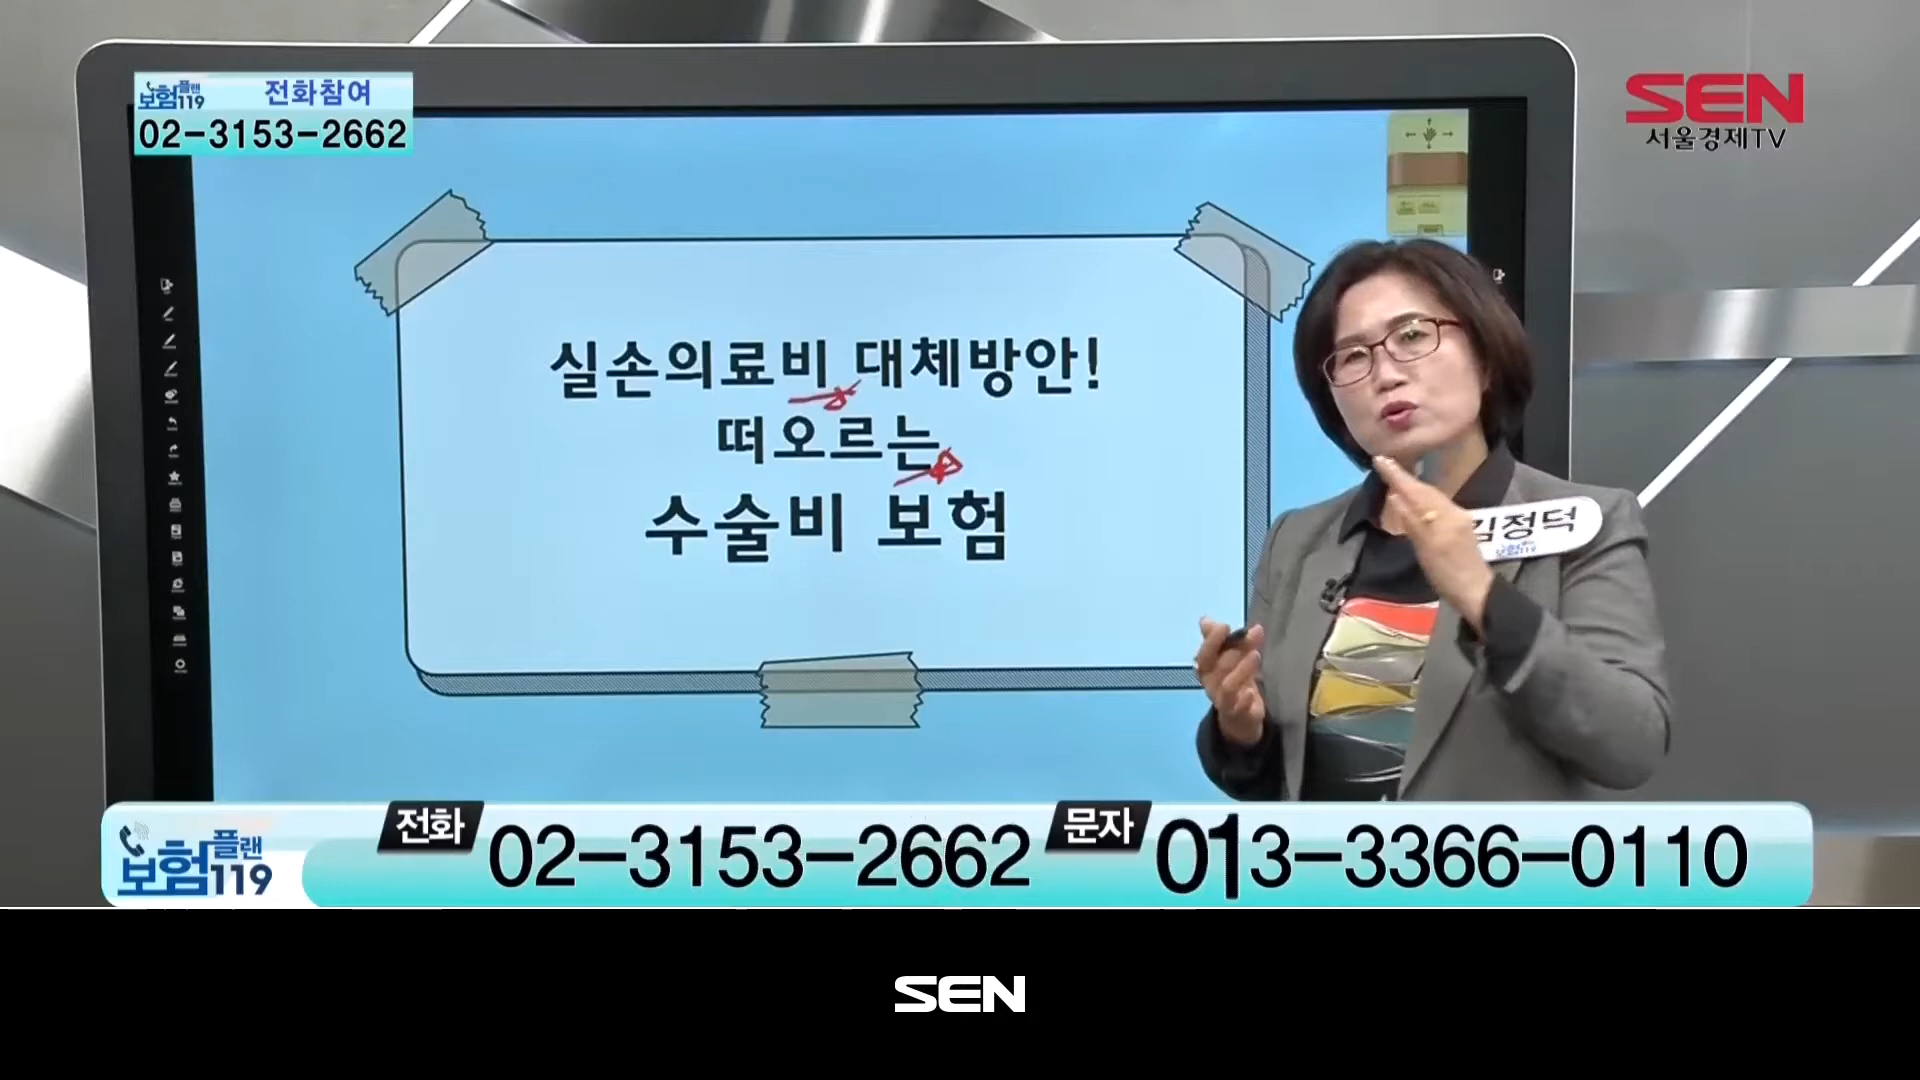 보험플랜119 전화참여
02-3153-2662
SEN
서울경제TV
실손의료비 대체방안!
떠오르는
수술비 보험
김정덕
보험플랜119
전화 02-3153-2662 문자 013-3366-0110
SEN